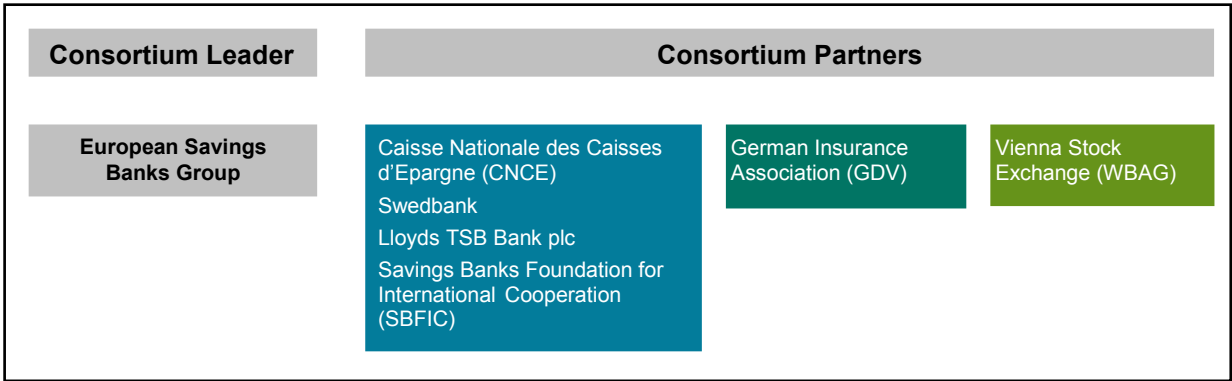 Consortium Leader
Consortium Partners
European Savings
Banks Group
Caisse Nationale des Caisses
d’Epargne (CNCE)
Swedbank
Lloyds TSB Bank plc
Savings Banks Foundation for
International Cooperation
(SBFIC)
German Insurance
Association (GDV)
Vienna Stock
Exchange (WBAG)